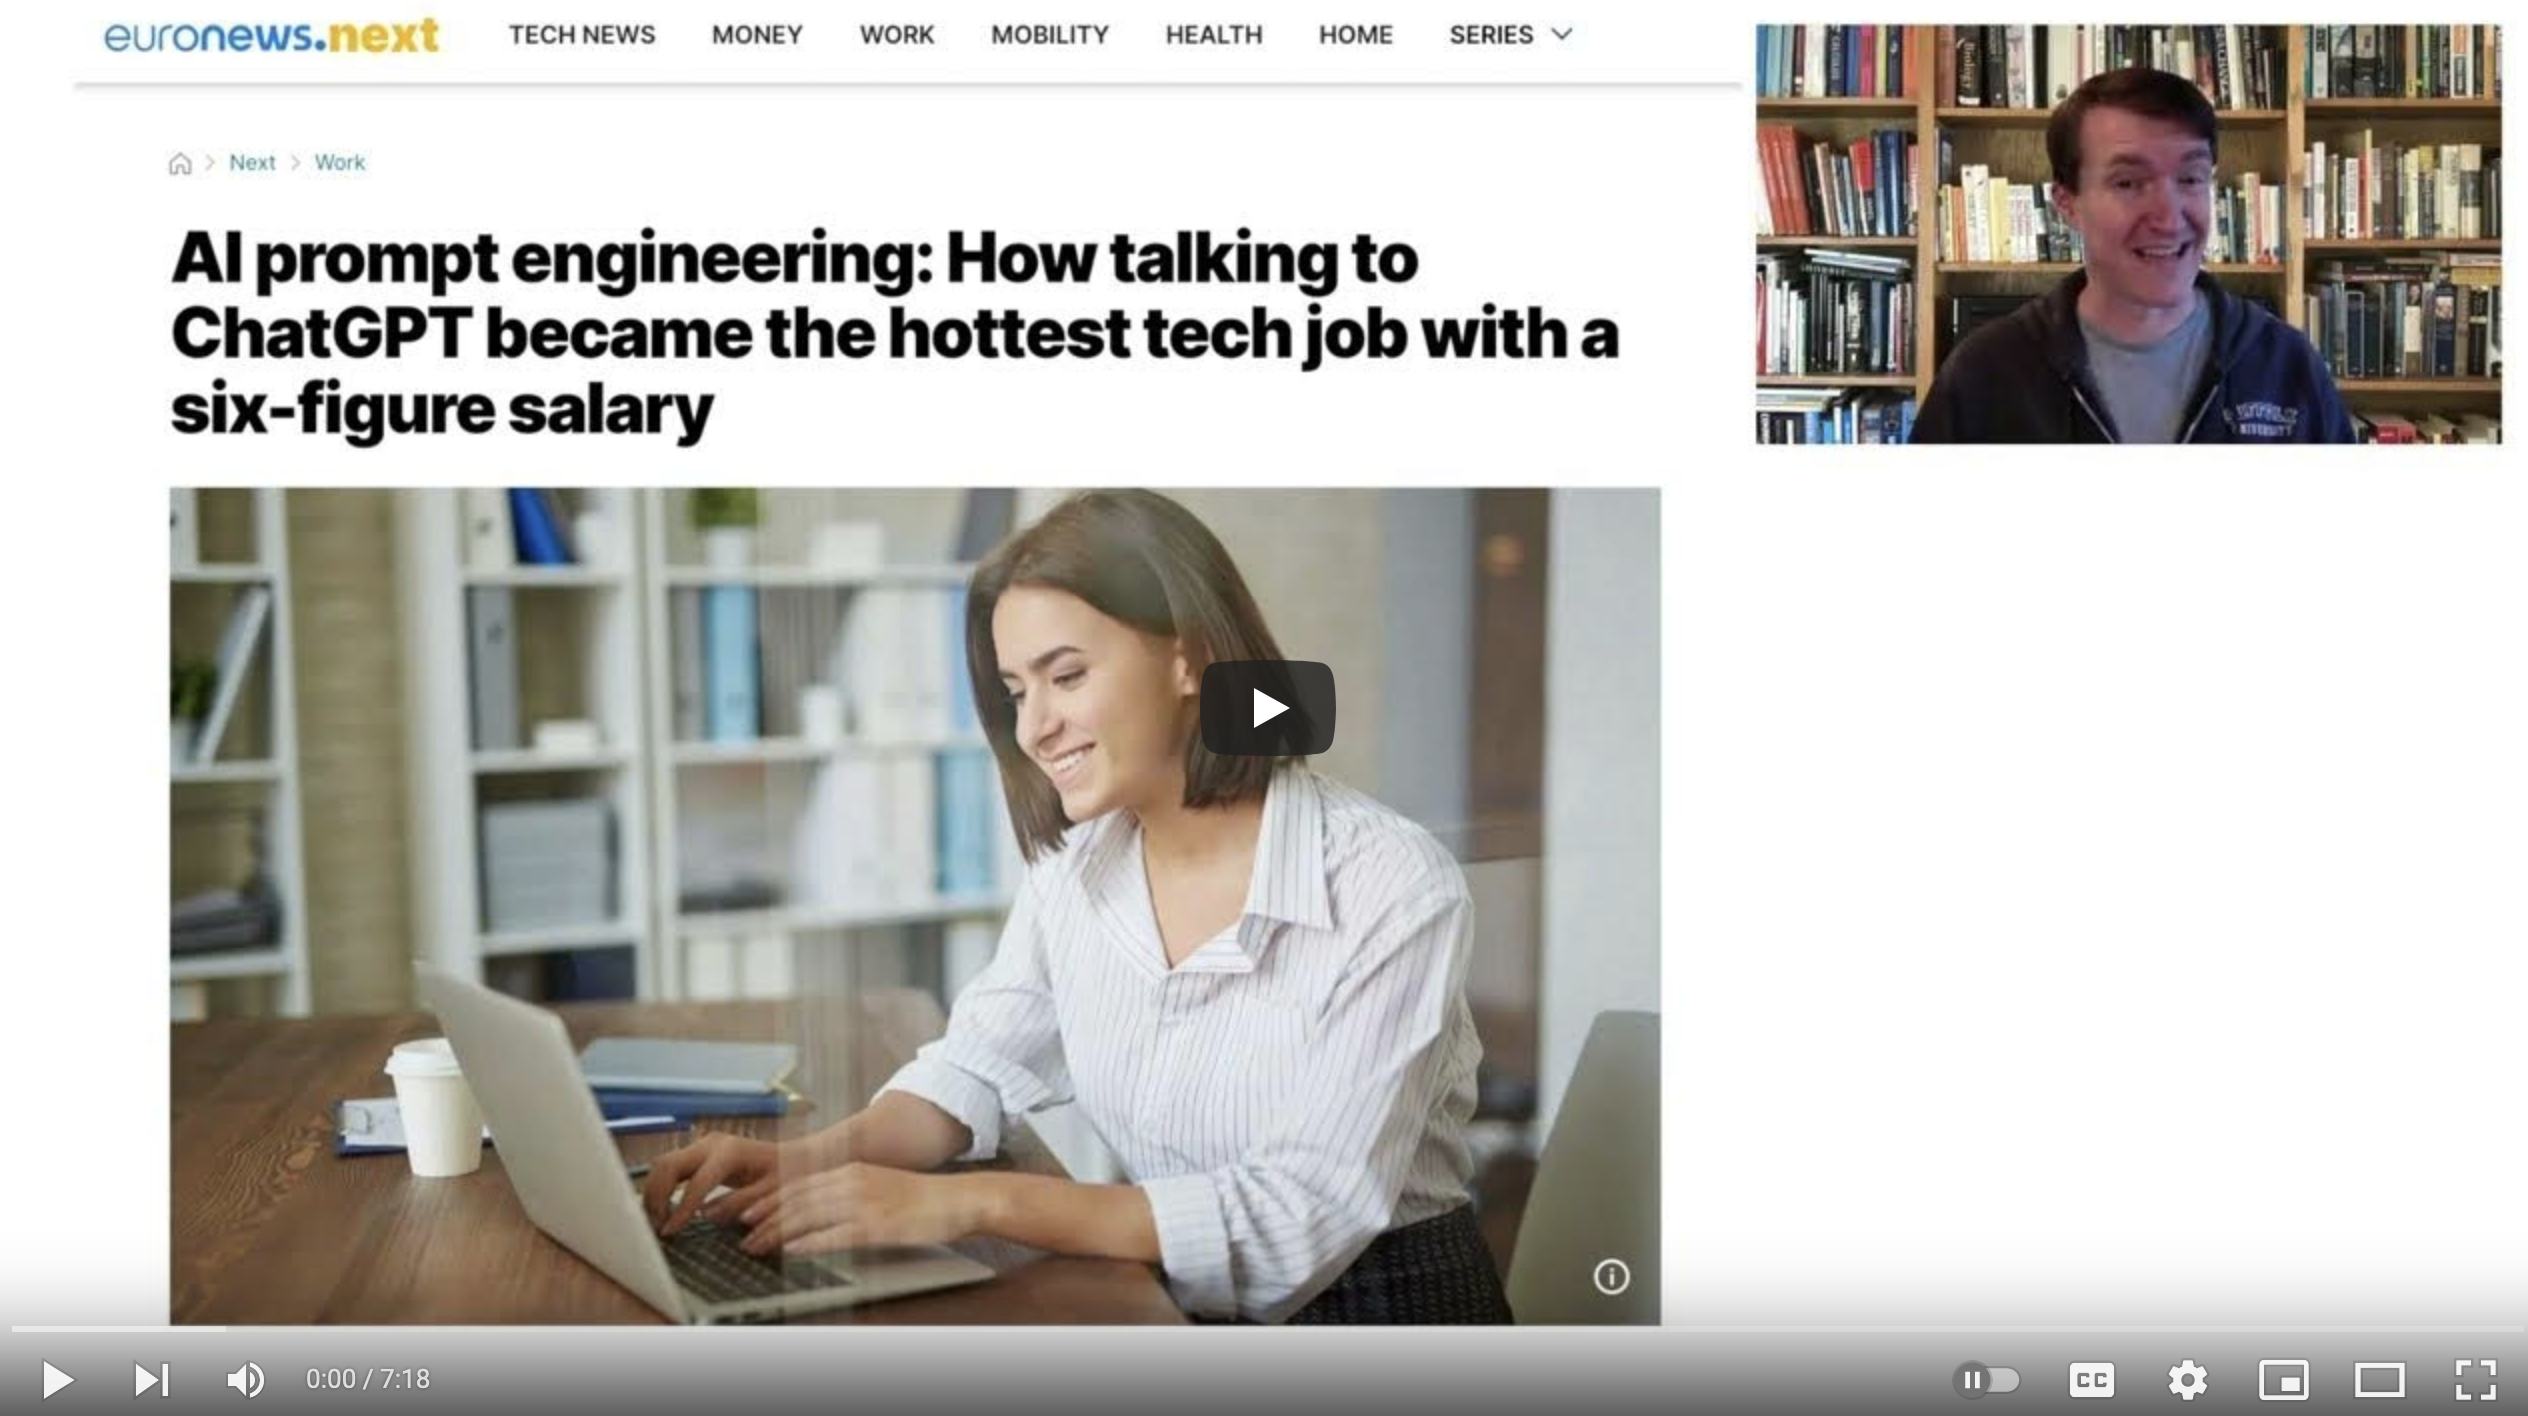 euronews.next TECH NEWS MONEY WORK MOBILITY HEALTH HOME SERIES
Next > Work
AI prompt engineering: How talking to
ChatGPT became the hottest tech job with a
six-figure salary
0:00 / 7:18
CC